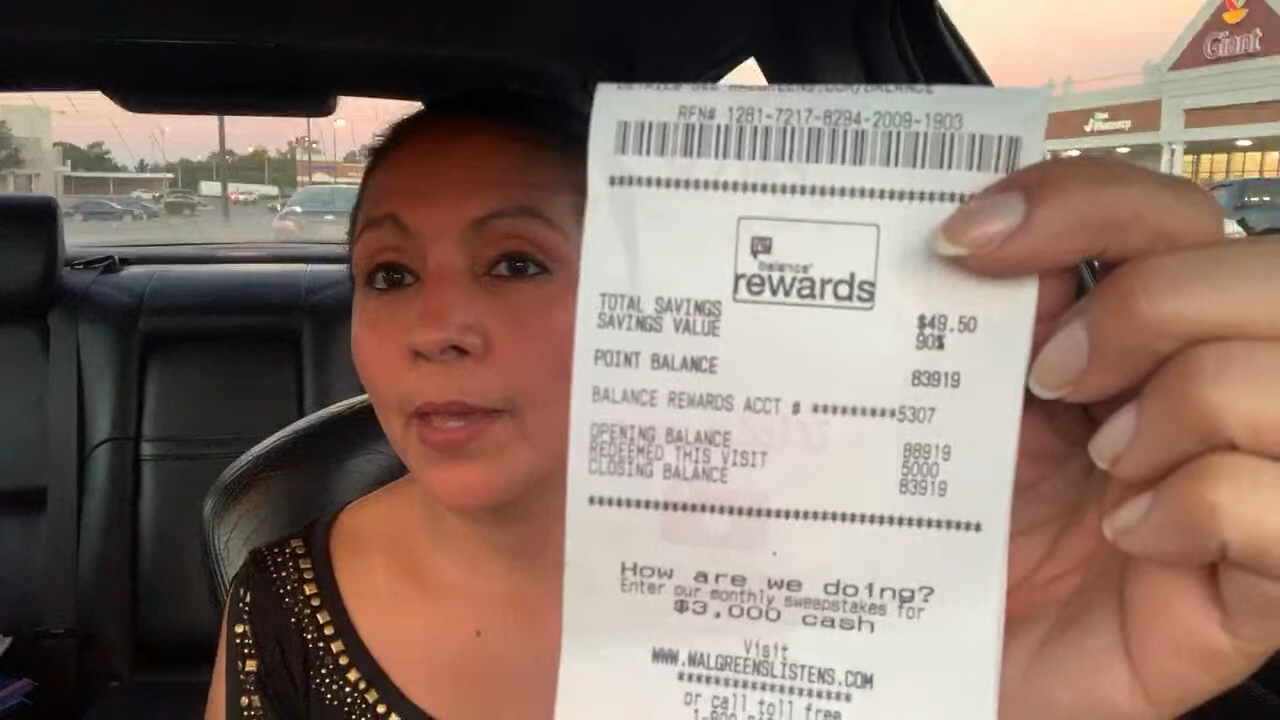 RFN# 1281-7217-8294-2009-1903
balance
rewards
TOTAL SAVINGS $49.50
SAVINGS VALUE 90%
POINT BALANCE 83919
BALANCE REWARDS ACCT # *********5307
OPENING BALANCE 88919
REDEEMED THIS VISIT 5000
CLOSING BALANCE 83919
How are we doing?
Enter our monthly sweepstakes for
$3,000 cash
Visit
WWW.WALGREENSLISTENS.COM
or call toll free
Giant
Pharmacy